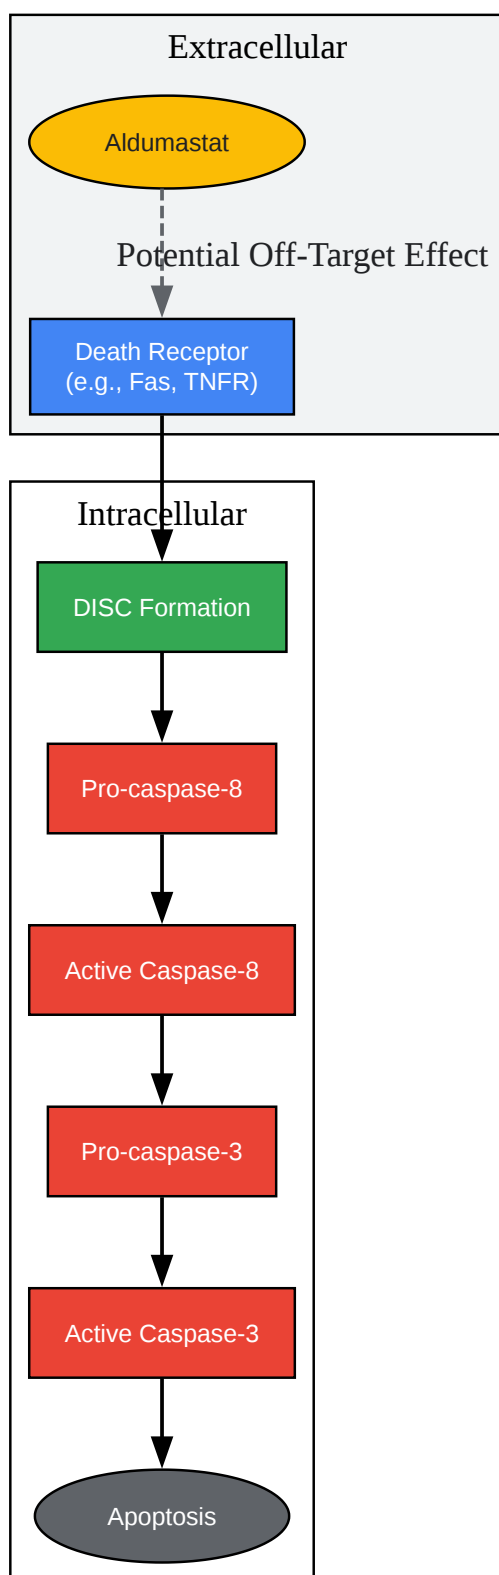 Extracellular
Aldumastat
Potential Off-Target Effect
Death Receptor
(e.g., Fas, TNFR)
Intracellular
DISC Formation
Pro-caspase-8
Active Caspase-8
Pro-caspase-3
Active Caspase-3
Apoptosis